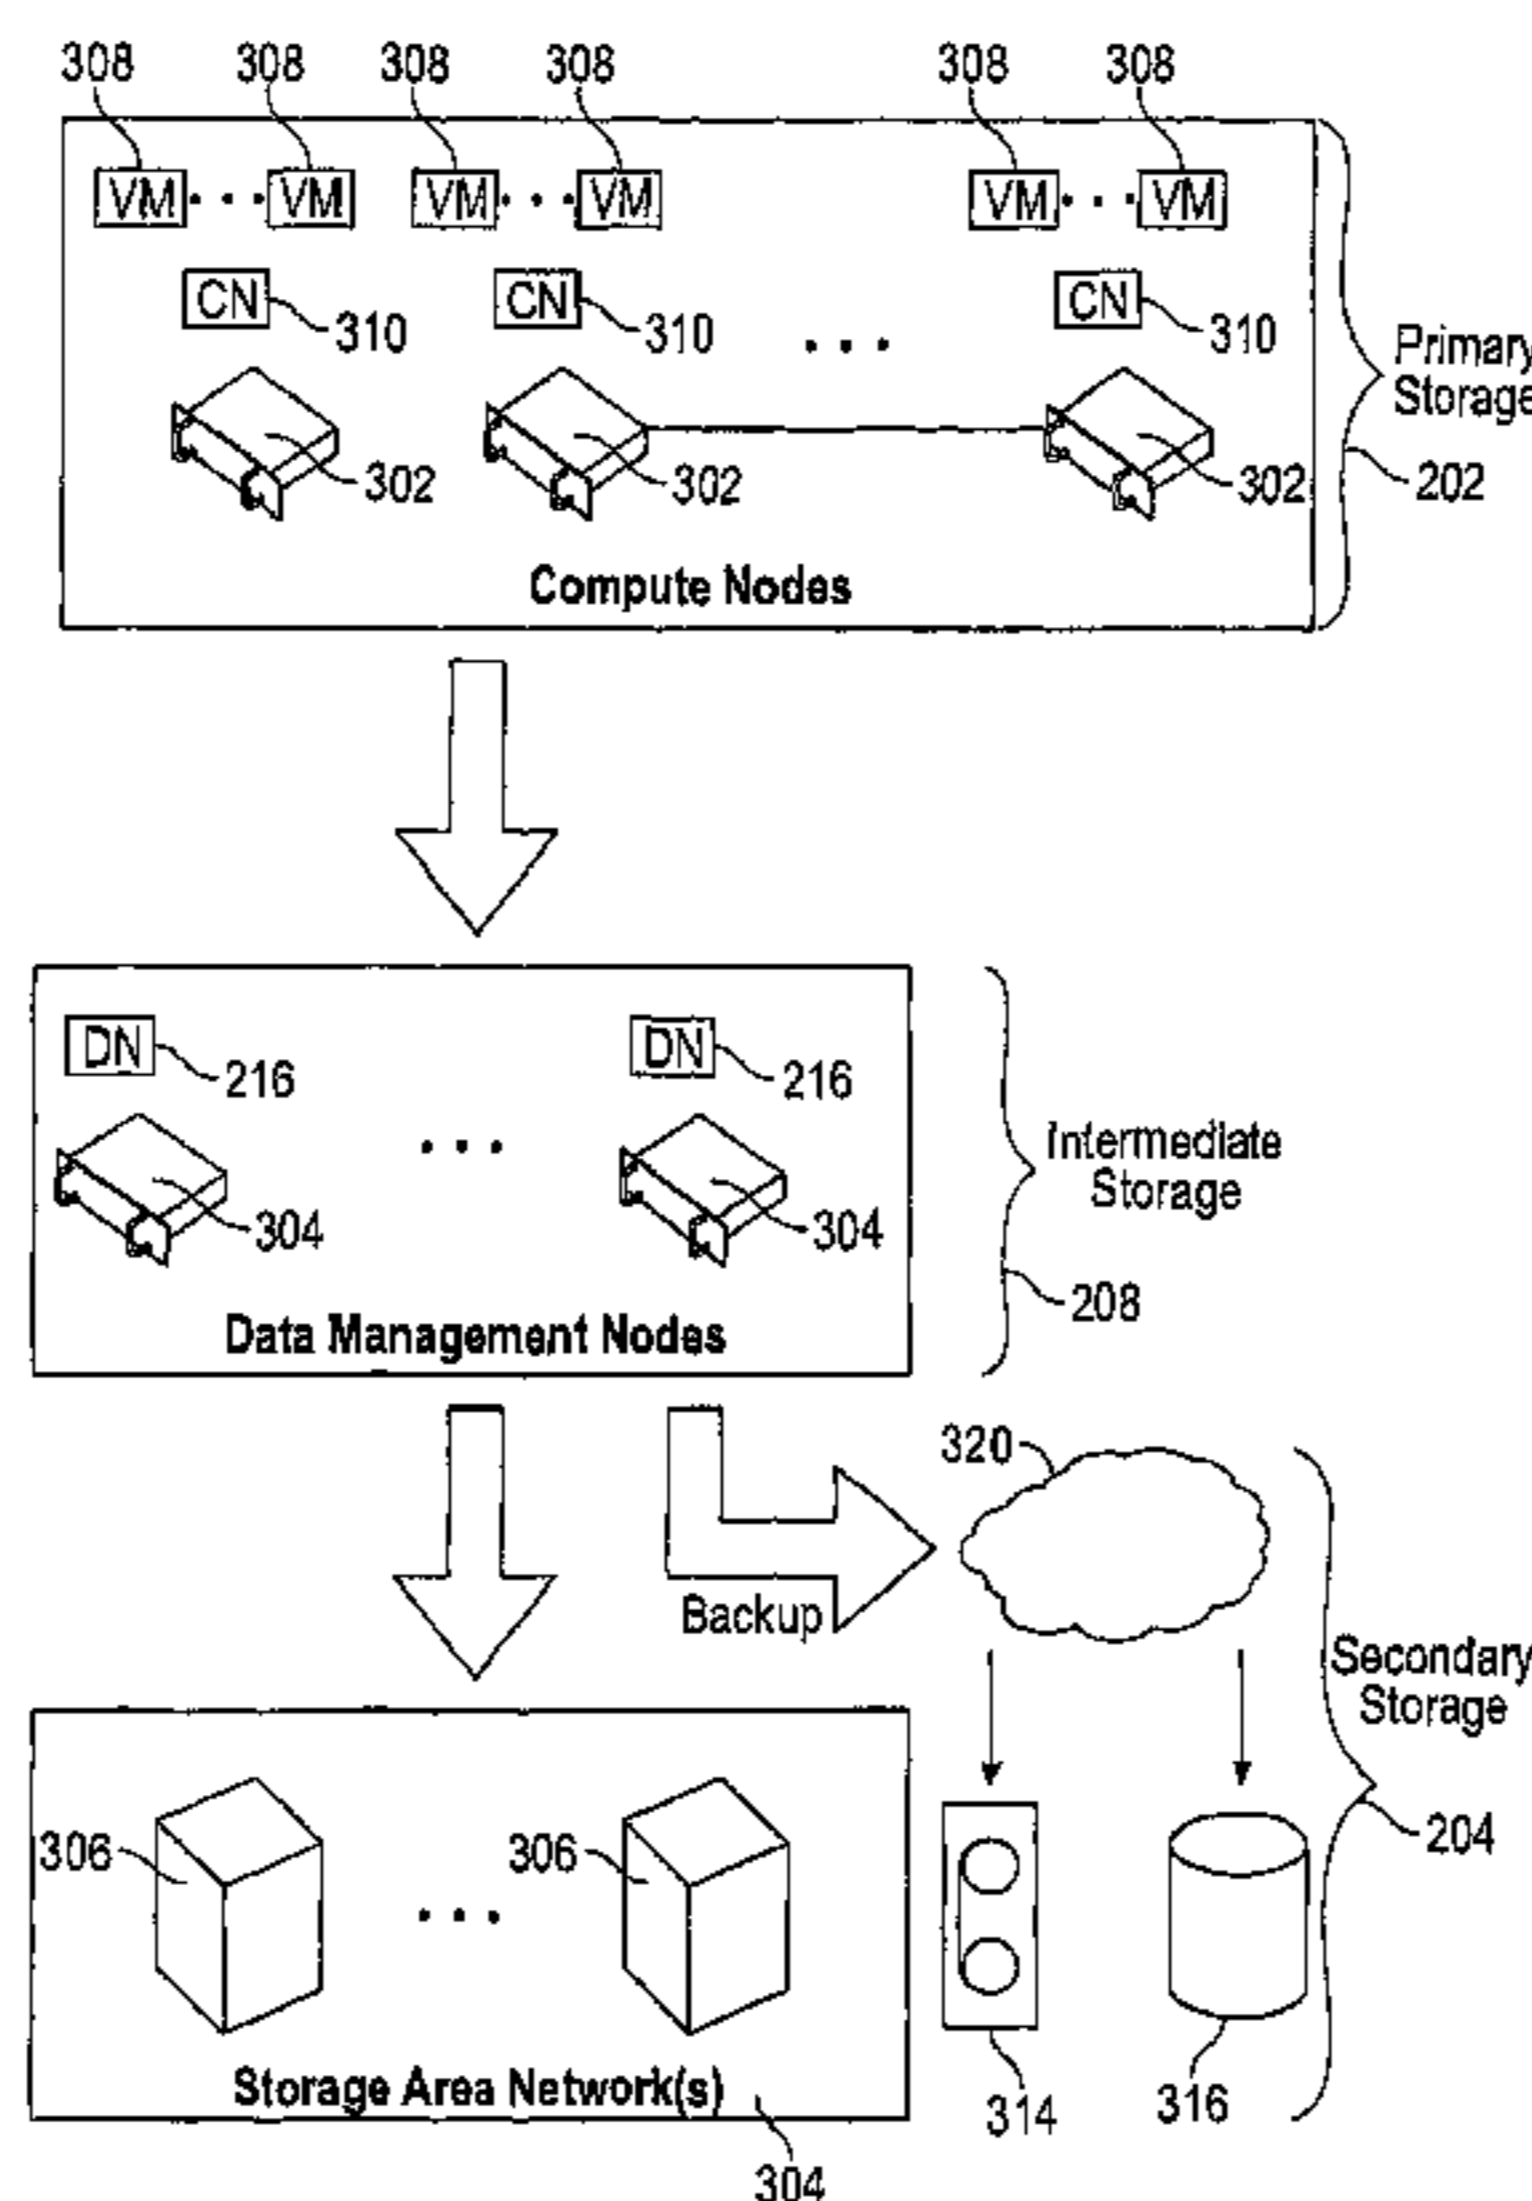 308 308 308 308 308 308
VM ... VM VM ... VM VM ... VM
CN CN CN
310 310 ... 310
Primary
Storage
302 302 302 202
Compute Nodes
DN DN
216 216
...
Intermediate
Storage
304 304
208
Data Management Nodes
320
Backup
Secondary
Storage
306 306
204
...
Storage Area Network(s)
314 316
304